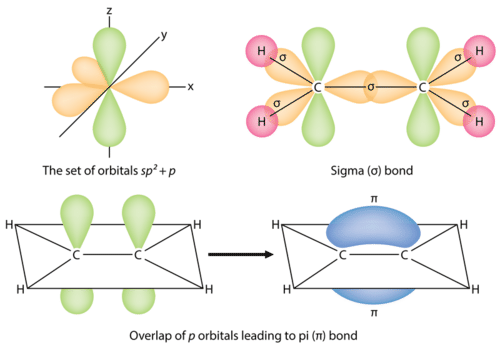 z
y
x
The set of orbitals sp² + p
H σ σ H
C σ C
H σ σ H
Sigma (σ) bond
H H
C C
H H
π
H H
C C
H H
π
Overlap of p orbitals leading to pi (π) bond